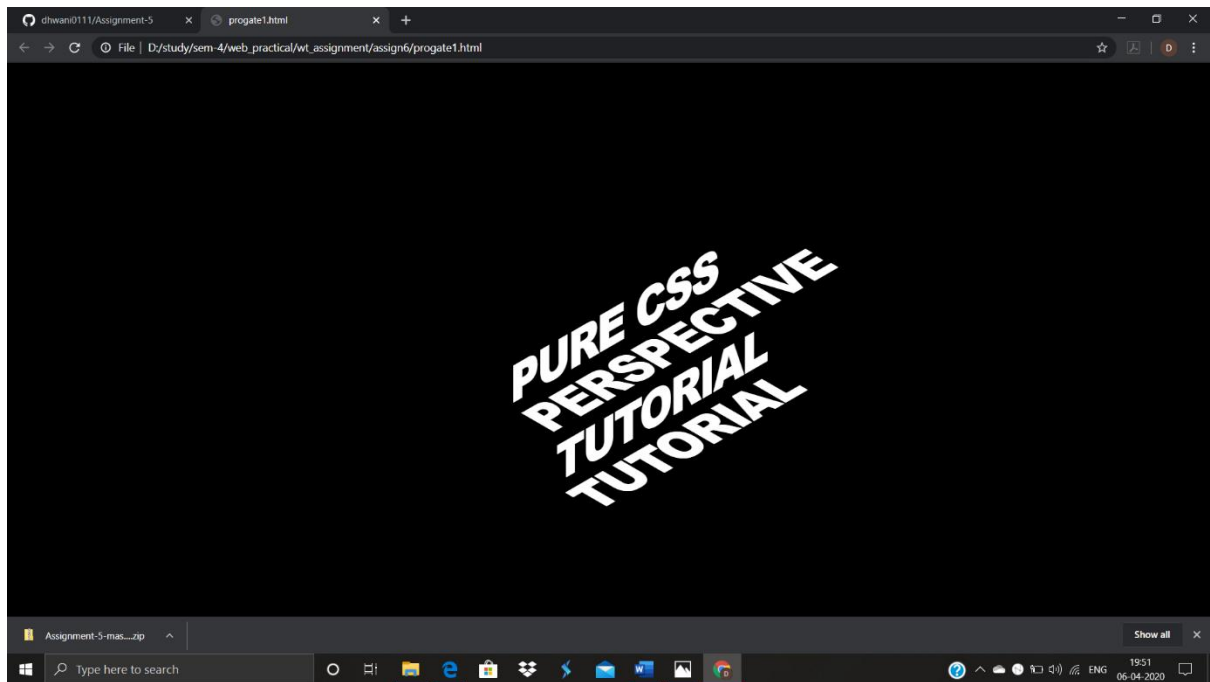 dhwani0111/Assignment-5
progate1.html
File | D:/study/sem-4/web_practical/wt_assignment/assign6/progate1.html
D
PURE CSS
PERSPECTIVE
TUTORIAL
TUTORIAL
Assignment-5-mas....zip
Show all
Type here to search
ENG
19:51
06-04-2020